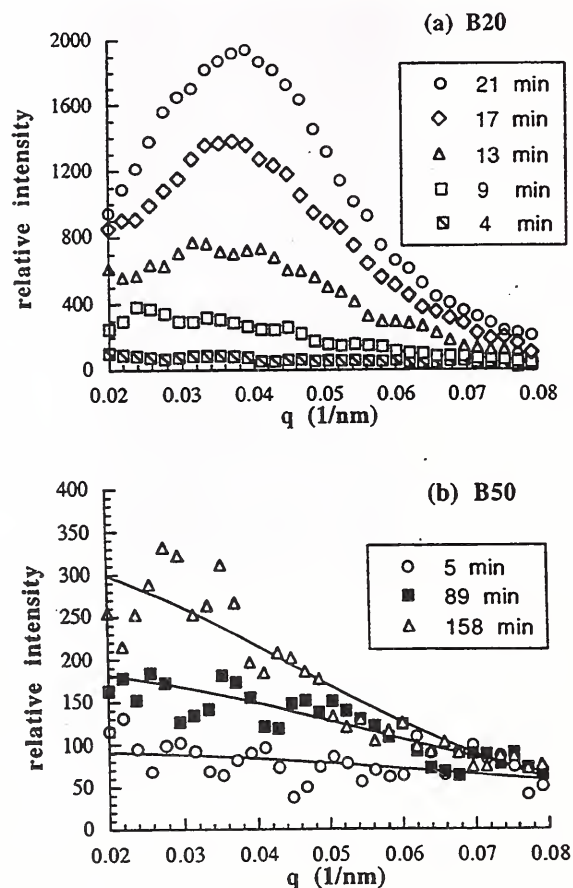 (a) B20
2000
1600
1200
800
400
0
relative intensity
21 min
17 min
13 min
9 min
4 min
0.02 0.03 0.04 0.05 0.06 0.07 0.08
q (1/nm)
(b) B50
400
350
300
250
200
150
100
50
0
relative intensity
5 min
89 min
158 min
0.02 0.03 0.04 0.05 0.06 0.07 0.08
q (1/nm)